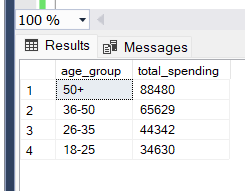 100 %
Results Messages
age_group total_spending
1 50+ 88480
2 36-50 65629
3 26-35 44342
4 18-25 34630